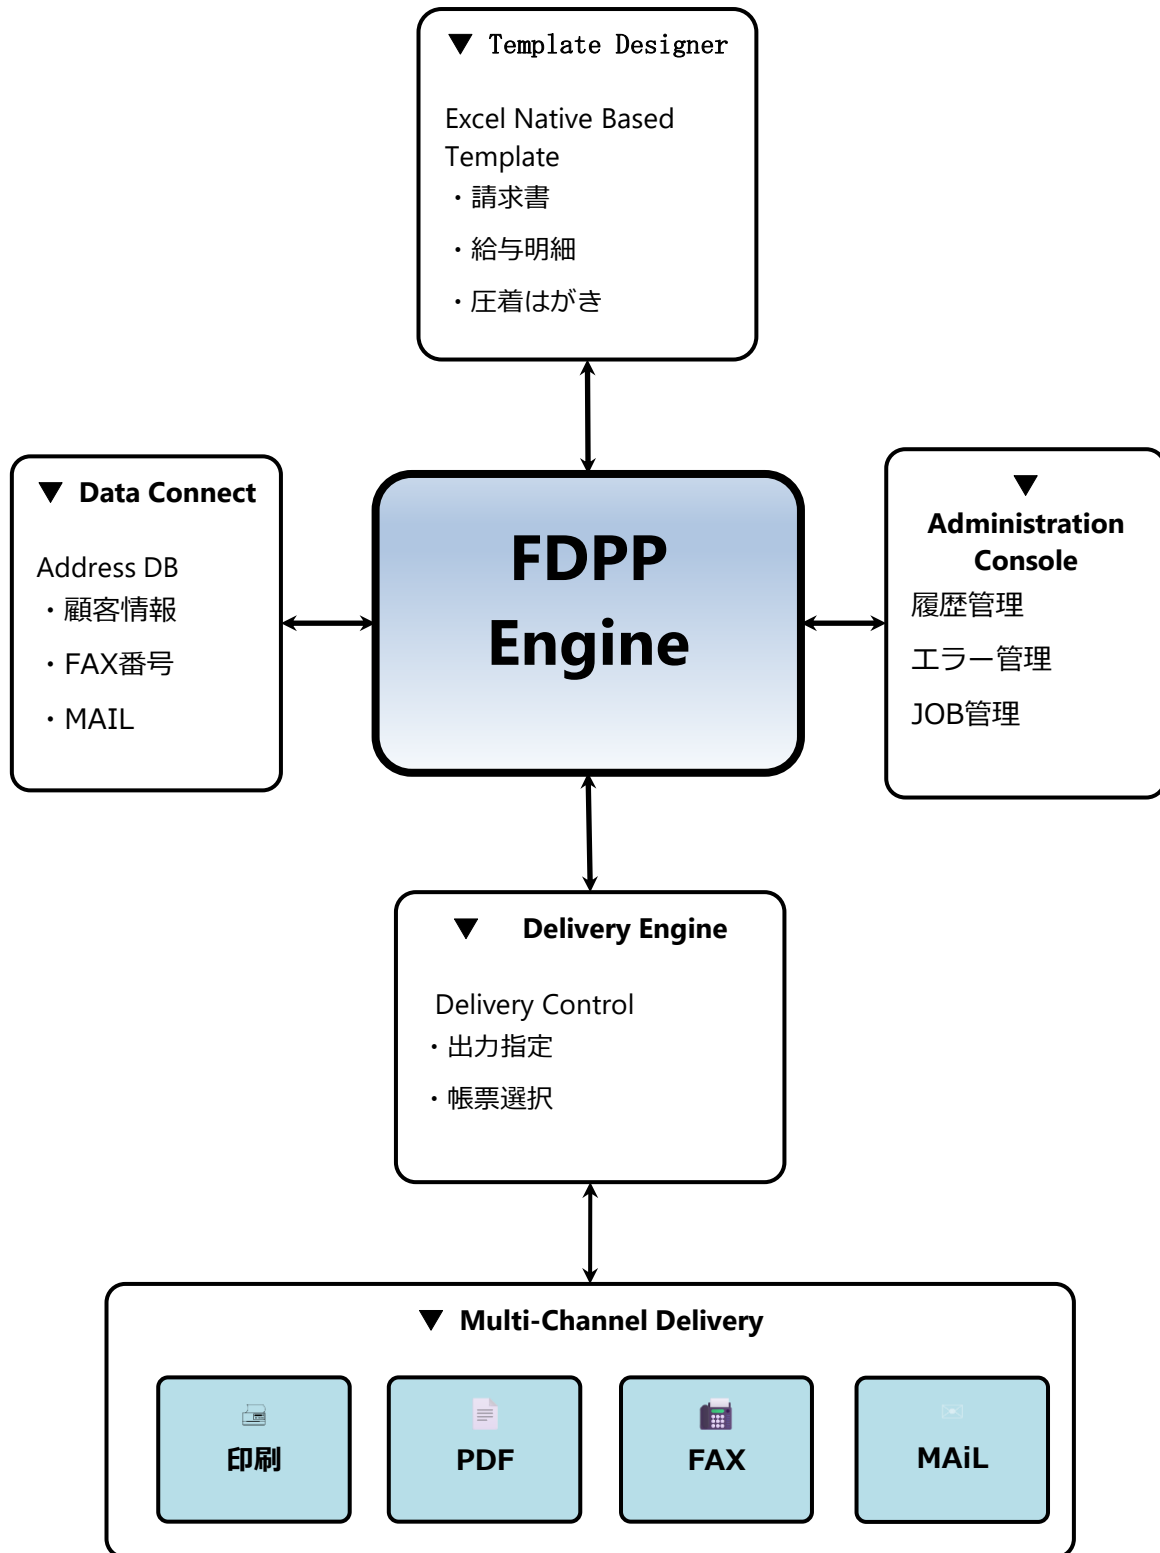 ▼ Template Designer
Excel Native Based
Template
・請求書
・給与明細
・圧着はがき
▼ Data Connect
Address DB
・顧客情報
・FAX番号
・MAIL
FDPP
Engine
▼
Administration
Console
履歴管理
エラー管理
JOB管理
▼ Delivery Engine
Delivery Control
・出力指定
・帳票選択
▼ Multi-Channel Delivery
印刷
PDF
FAX
MAiL